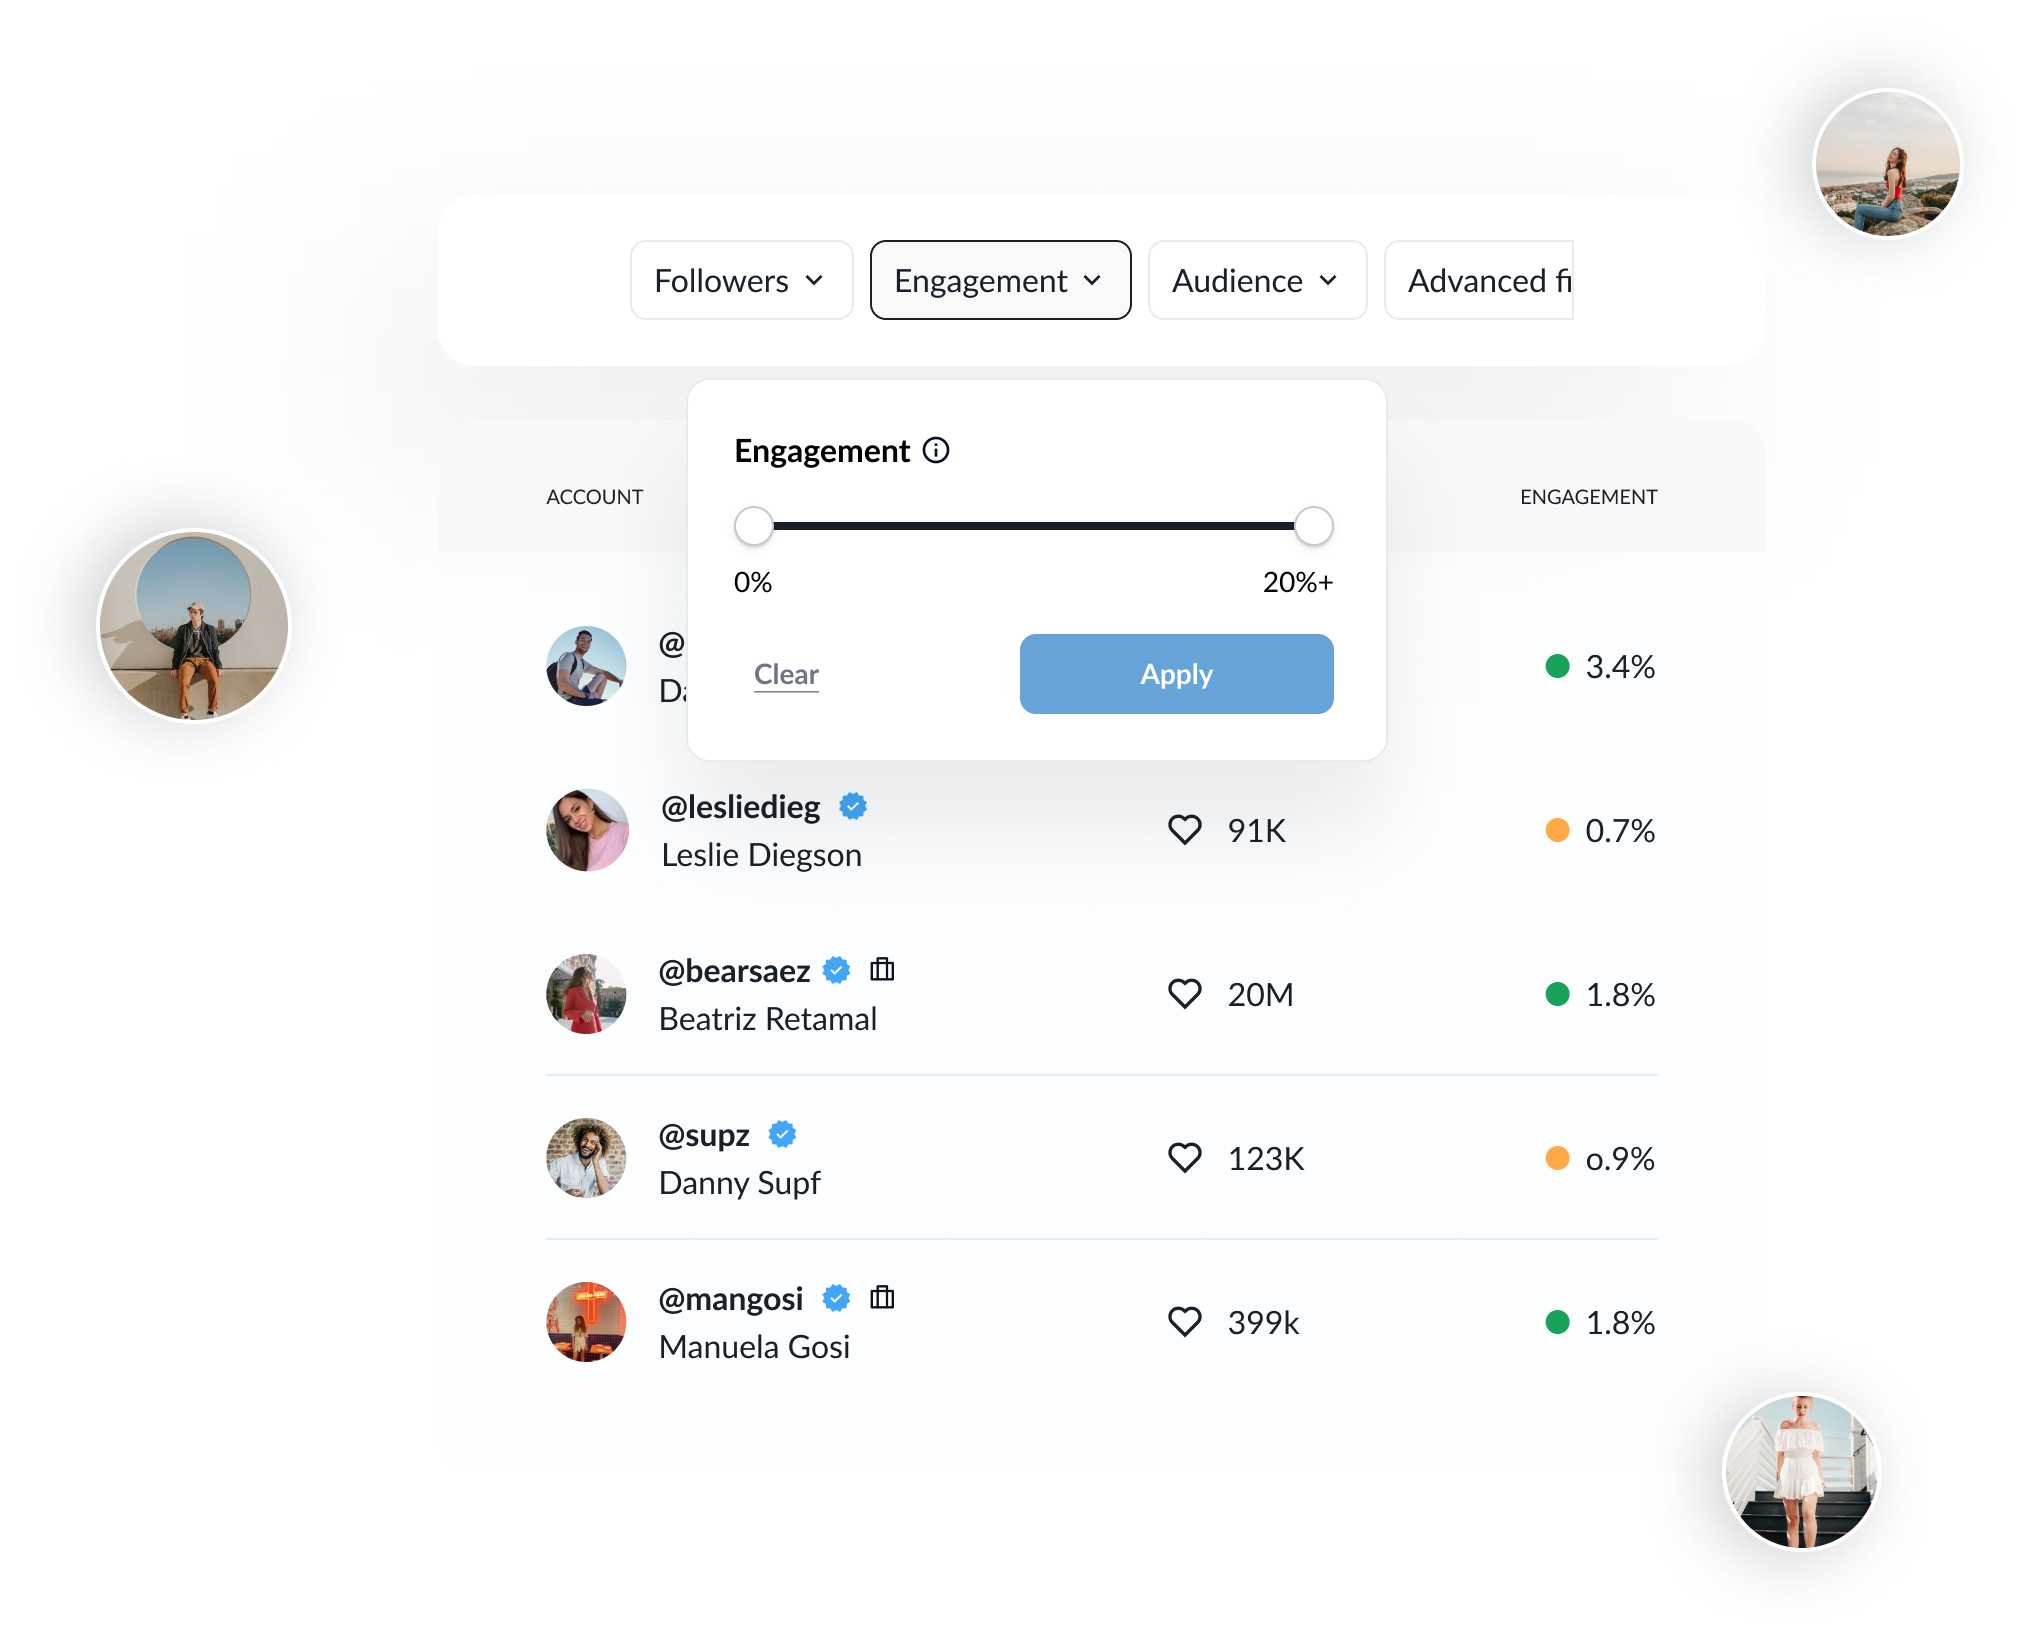 Followers
Engagement
Audience
Advanced fi
Engagement
ACCOUNT
ENGAGEMENT
0%
20%+
@
Da
Clear
Apply
3.4%
@lesliedieg
Leslie Diegson
91K
0.7%
@bearsaez
Beatriz Retamal
20M
1.8%
@supz
Danny Supf
123K
o.9%
@mangosi
Manuela Gosi
399k
1.8%